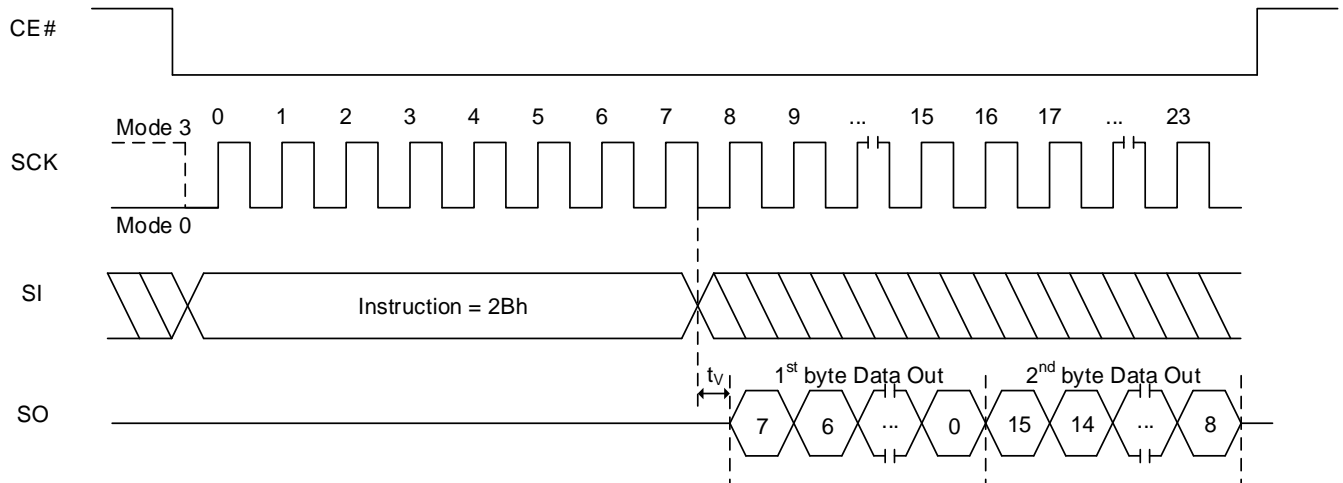 CE#
0 1 2 3 4 5 6 7 8 9 ... 15 16 17 ... 23
Mode 3
SCK
Mode 0
SI
Instruction = 2Bh
tV 1st byte Data Out 2nd byte Data Out
SO
7 6 ... 0 15 14 ... 8